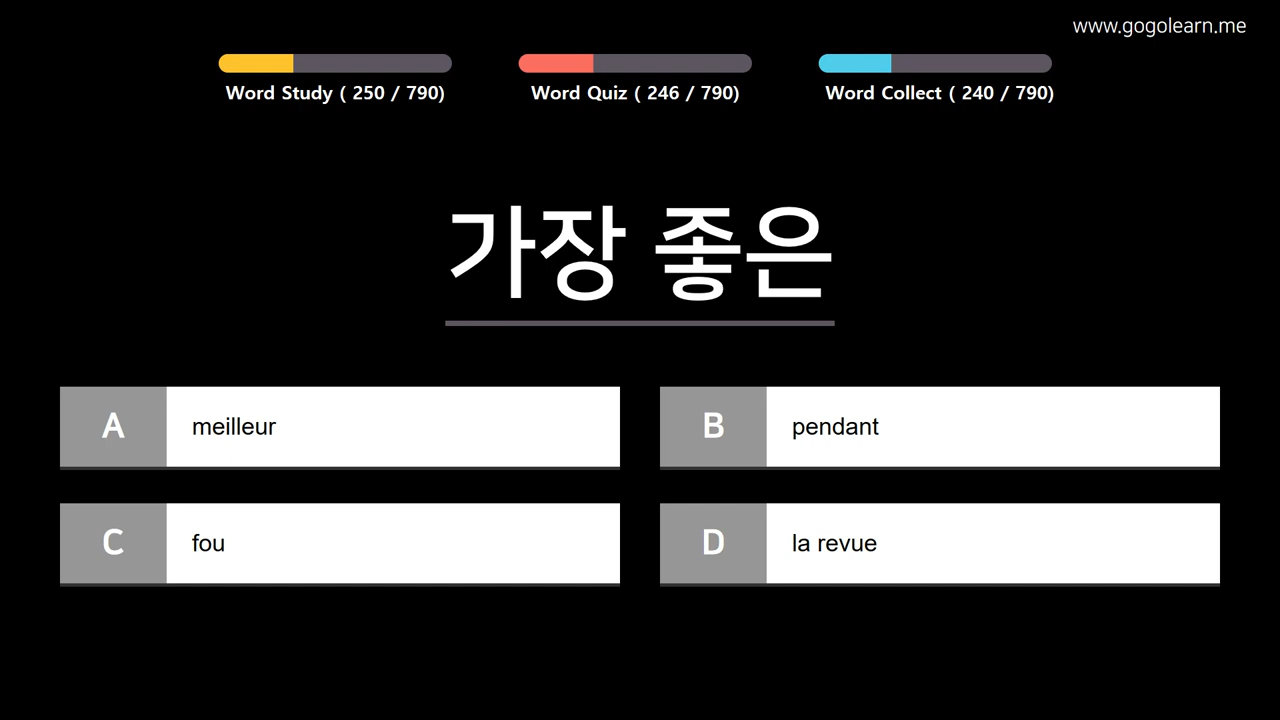 www.gogolearn.me
Word Study ( 250 / 790)
Word Quiz ( 246 / 790)
Word Collect ( 240 / 790)
가장 좋은
A meilleur
B pendant
C fou
D la revue